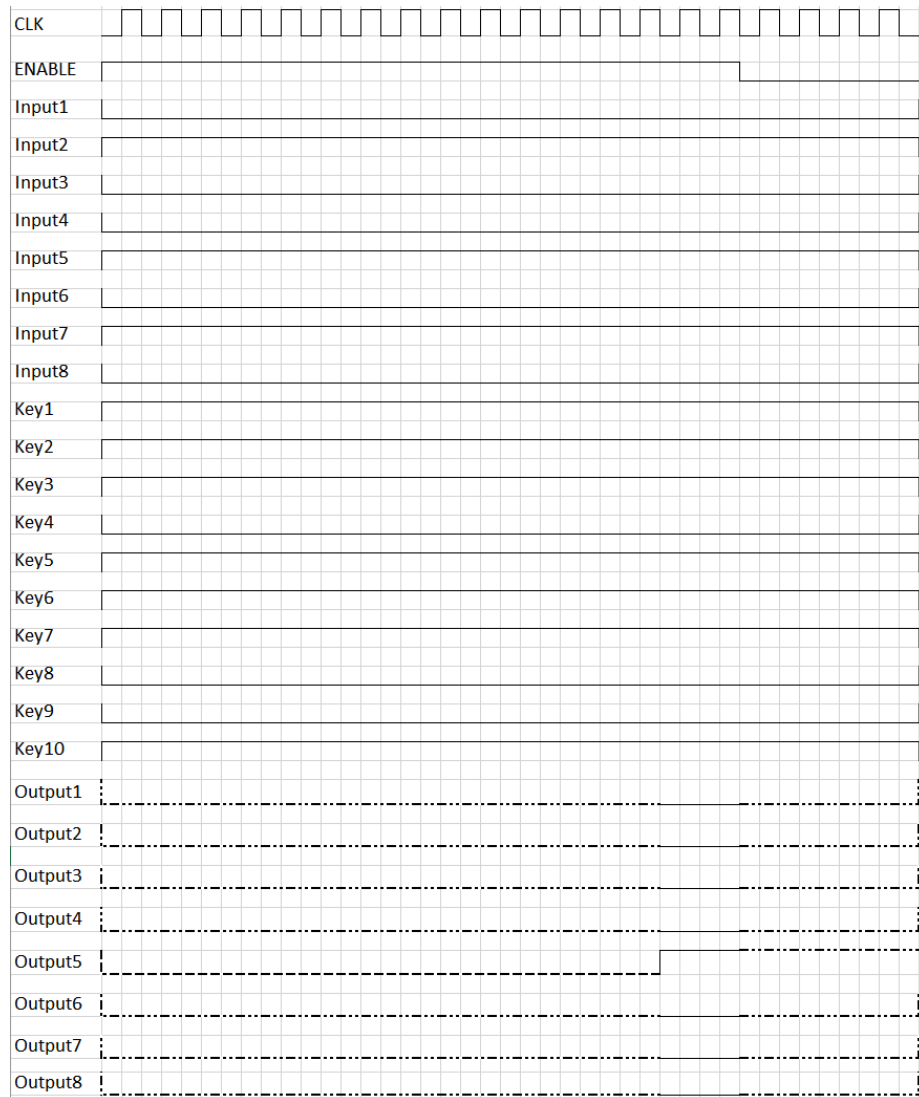 CLK
ENABLE
Input1
Input2
Input3
Input4
Input5
Input6
Input7
Input8
Key1
Key2
Key3
Key4
Key5
Key6
Key7
Key8
Key9
Key10
Output1
Output2
Output3
Output4
Output5
Output6
Output7
Output8